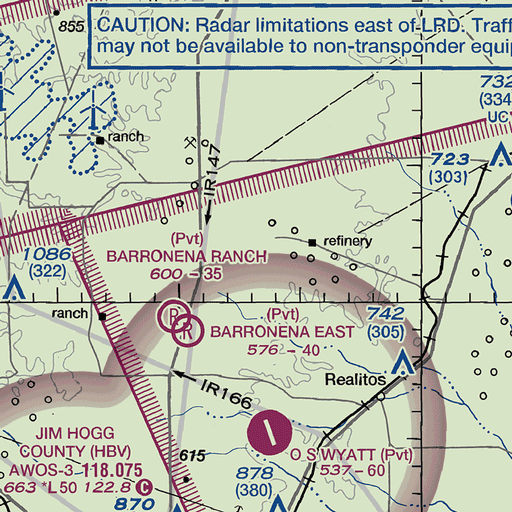 855
CAUTION: Radar limitations east of LRD. Traff
may not be available to non-transponder equip
ranch
IR147
732
(334
UC
723
(303)
(Pvt)
BARRONENA RANCH
600 - 35
refinery
1086
(322)
ranch
R
R
(Pvt)
BARRONENA EAST
576 - 40
742
(305)
IR166
Realitos
JIM HOGG
COUNTY (HBV)
AWOS-3 118.075
663 *L 50 122.8 C
615
O S WYATT (Pvt)
537 - 60
878
(380)
870